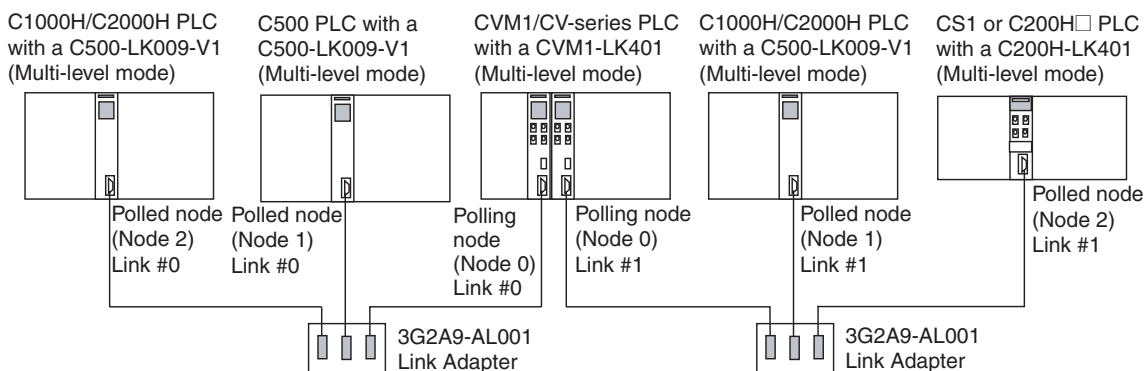 C1000H/C2000H PLC
with a C500-LK009-V1
(Multi-level mode)
C500 PLC with a
C500-LK009-V1
(Multi-level mode)
CVM1/CV-series PLC
with a CVM1-LK401
(Multi-level mode)
C1000H/C2000H PLC
with a C500-LK009-V1
(Multi-level mode)
CS1 or C200H□ PLC
with a C200H-LK401
(Multi-level mode)
Polled node
(Node 2)
Link #0
Polled node
(Node 1)
Link #0
Polling
node
(Node 0)
Link #0
Polling node
(Node 0)
Link #1
Polled node
(Node 1)
Link #1
Polled node
(Node 2)
Link #1
3G2A9-AL001
Link Adapter
3G2A9-AL001
Link Adapter